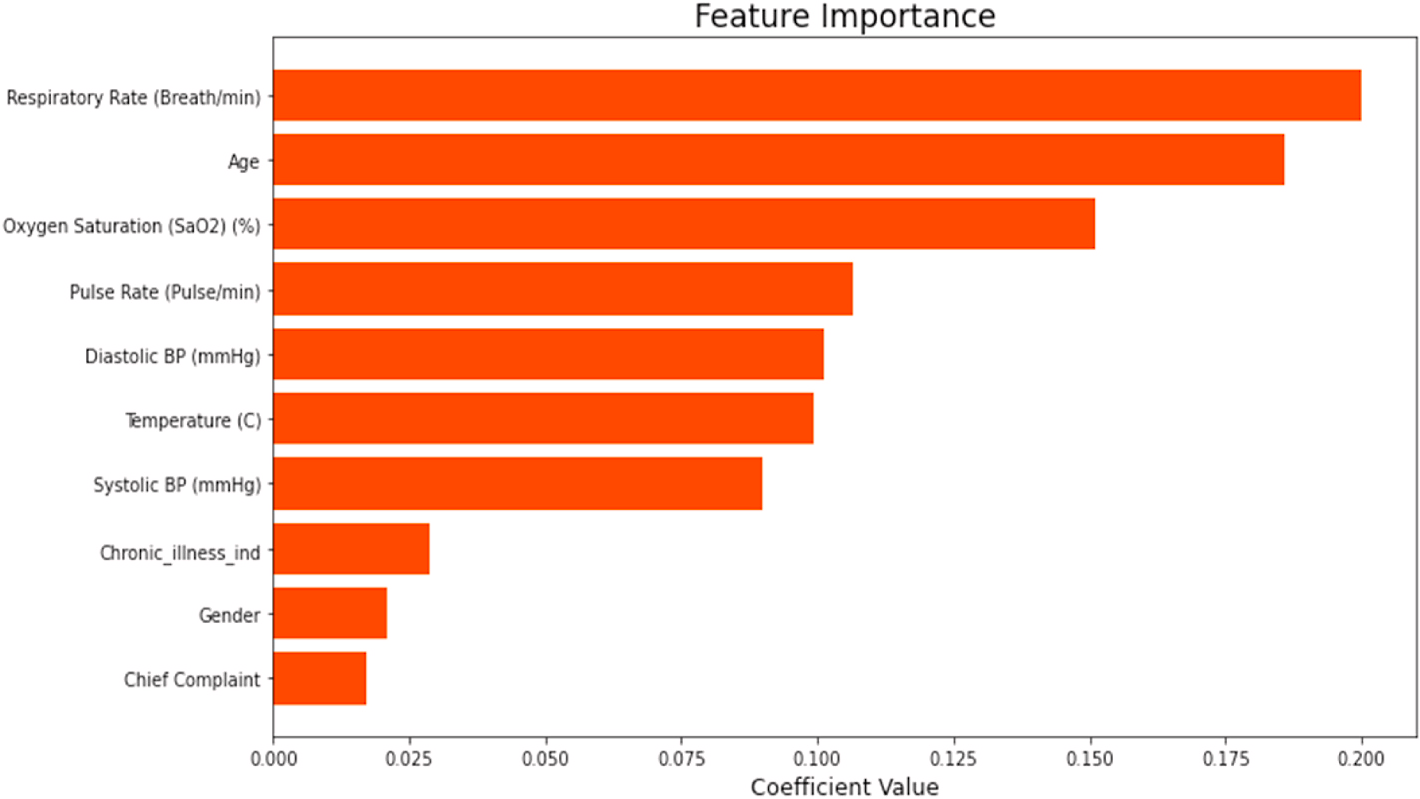 Feature Importance
Respiratory Rate (Breath/min)
Age
Oxygen Saturation (SaO2) (%)
Pulse Rate (Pulse/min)
Diastolic BP (mmHg)
Temperature (C)
Systolic BP (mmHg)
Chronic_illness_ind
Gender
Chief Complaint
0.000 0.025 0.050 0.075 0.100 0.125 0.150 0.175 0.200
Coefficient Value